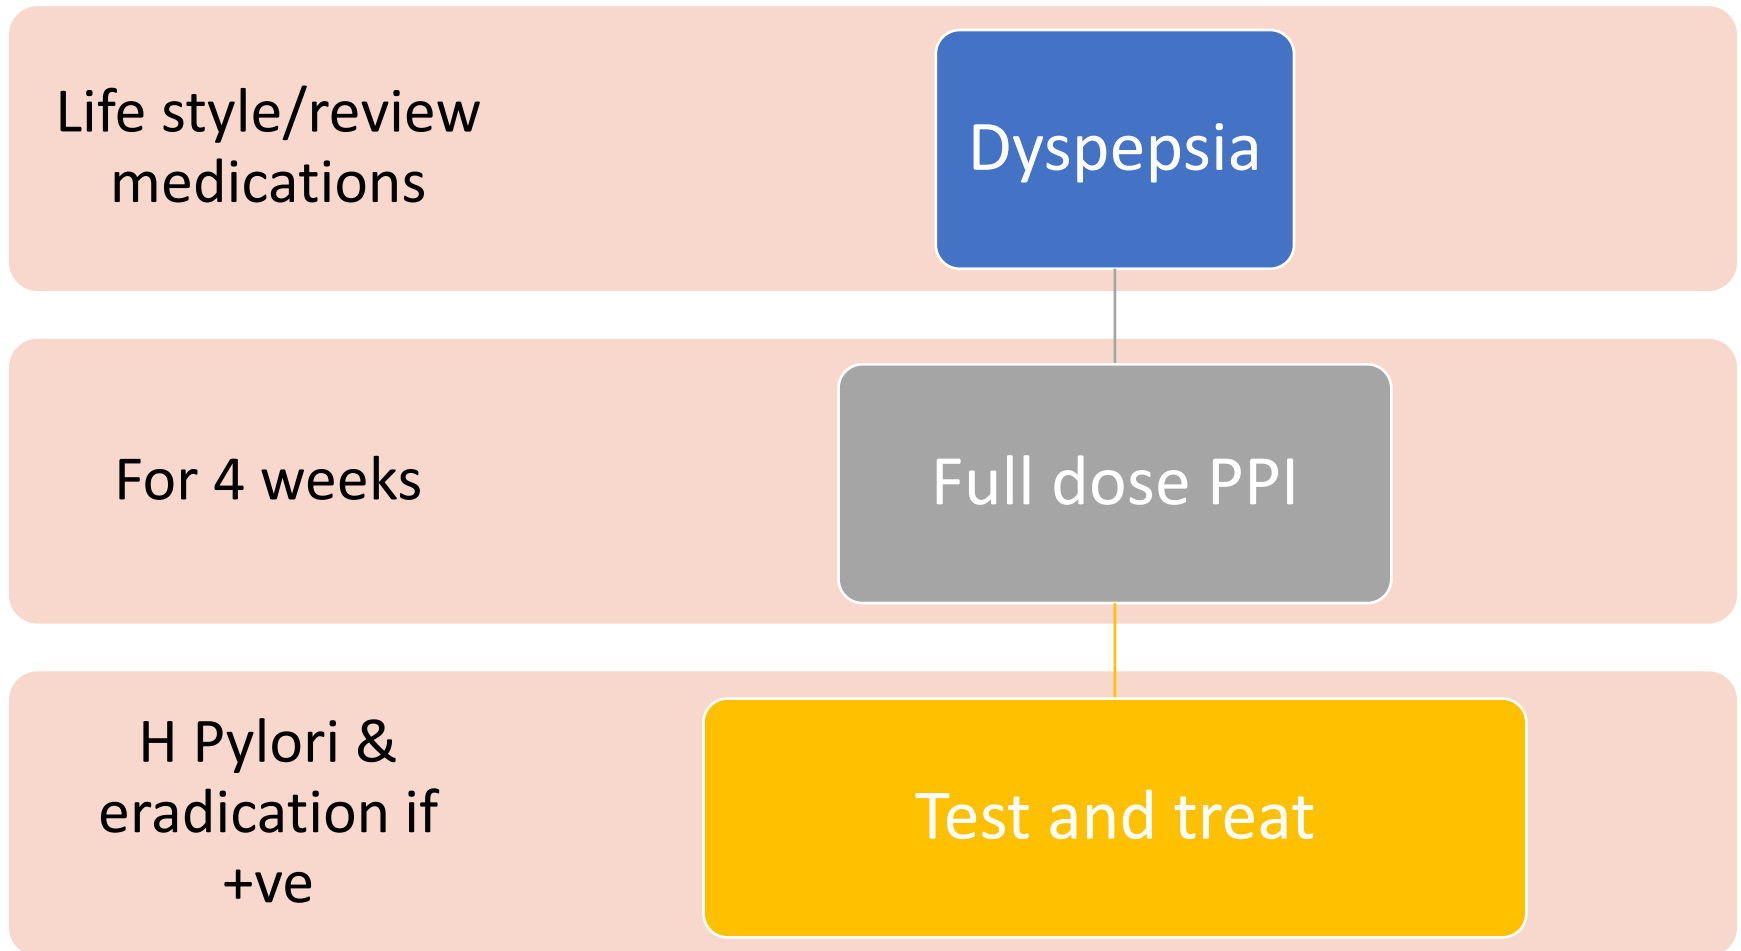 Life style/review
medications
Dyspepsia
For 4 weeks
Full dose PPI
H Pylori &
eradication if
+ve
Test and treat